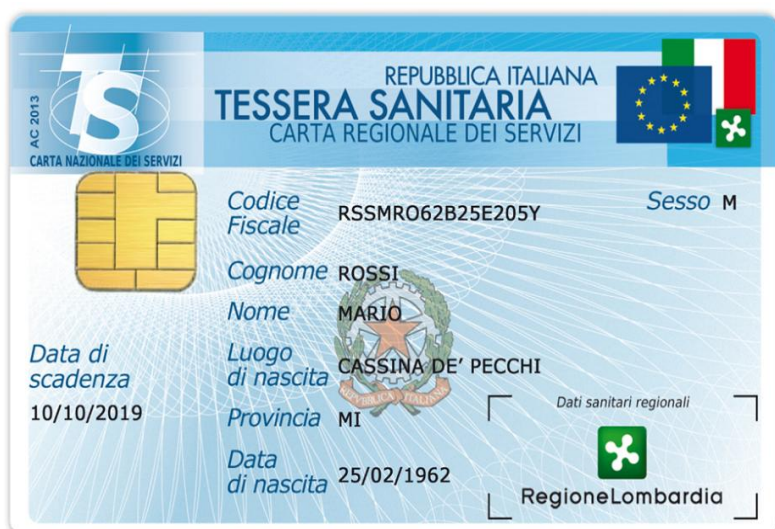 REPUBBLICA ITALIANA
TESSERA SANITARIA
CARTA REGIONALE DEI SERVIZI
AC 2013
TS
CARTA NAZIONALE DEI SERVIZI
Codice
Fiscale RSSMRO62B25E205Y
Sesso M
Cognome ROSSI
Nome MARIO
Data di
scadenza
10/10/2019
Luogo
di nascita CASSINA DE’ PECCHI
Provincia MI
Data
di nascita 25/02/1962
Dati sanitari regionali
RegioneLombardia
REPVBBLICA ITALIANA